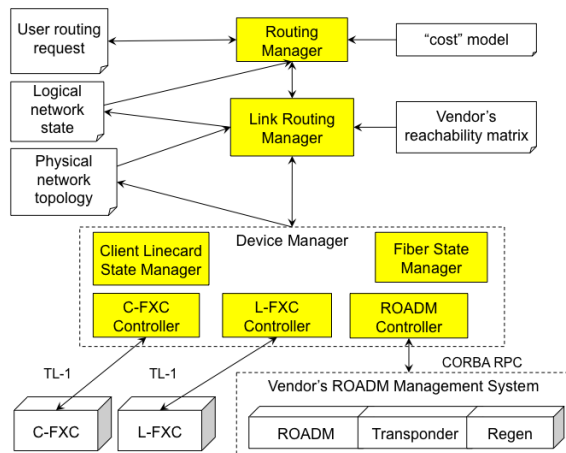 User routing
request
Routing
Manager
“cost” model
Logical
network
state
Link Routing
Manager
Vendor’s
reachability matrix
Physical
network
topology
Device Manager
Client Linecard
State Manager
Fiber State
Manager
C-FXC
Controller
L-FXC
Controller
ROADM
Controller
TL-1
TL-1
CORBA RPC
Vendor’s ROADM Management System
C-FXC
L-FXC
ROADM
Transponder
Regen